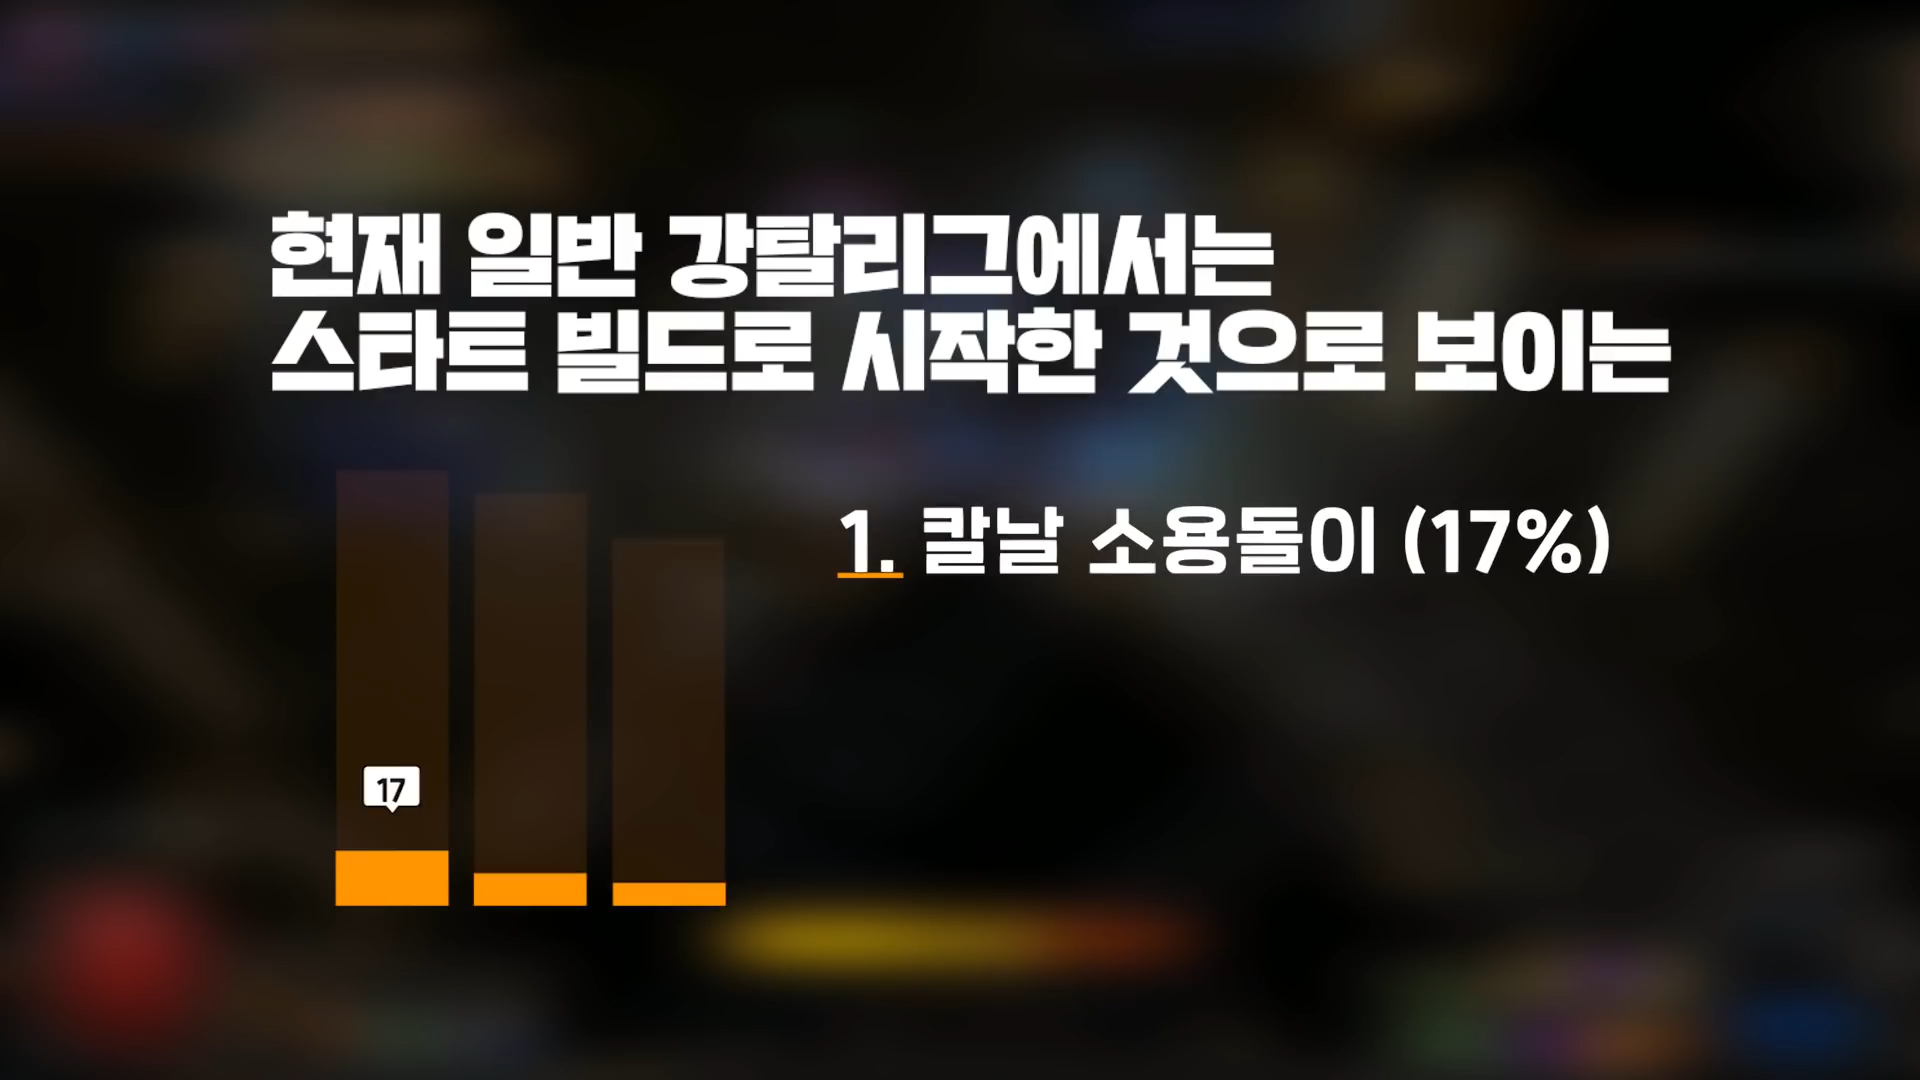 현재 일반 강탈리그에서는
스타트 빌드로 시작한 것으로 보이는
1. 칼날 소용돌이 (17%)
17